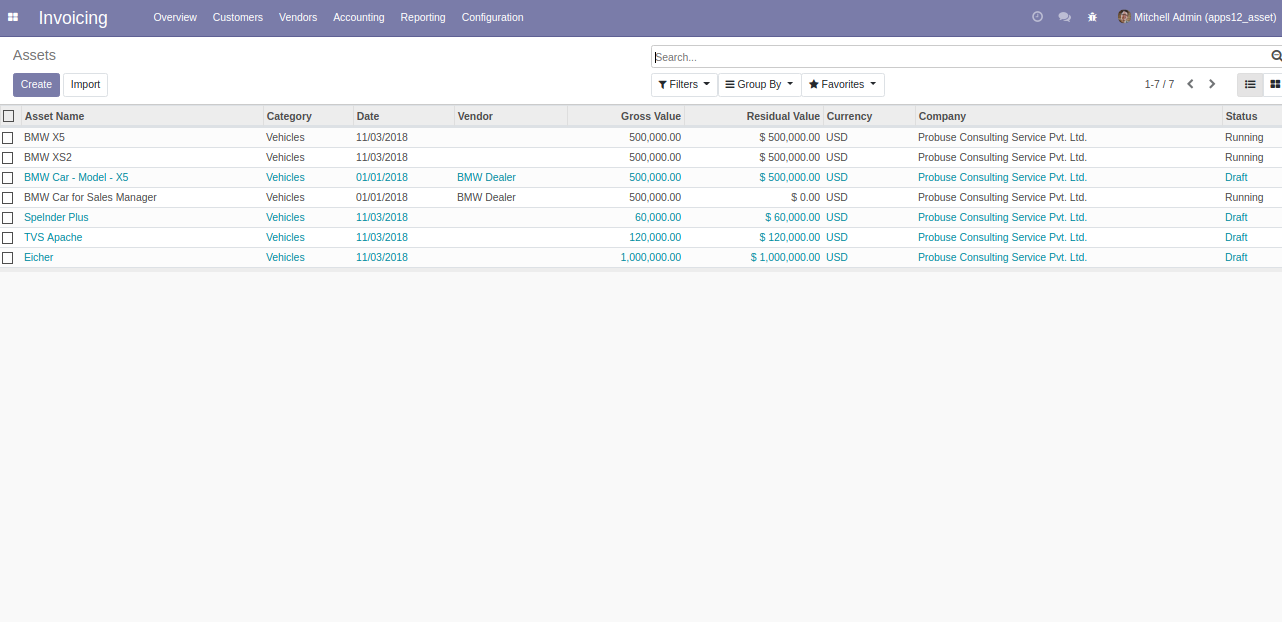 Invoicing Overview Customers Vendors Accounting Reporting Configuration Mitchell Admin (apps12_asset)
Assets Search...
Create Import Filters Group By Favorites 1-7 / 7
Asset Name Category Date Vendor Gross Value Residual Value Currency Company Status
BMW X5 Vehicles 11/03/2018 500,000.00 $ 500,000.00 USD Probuse Consulting Service Pvt. Ltd. Running
BMW XS2 Vehicles 11/03/2018 500,000.00 $ 500,000.00 USD Probuse Consulting Service Pvt. Ltd. Running
BMW Car - Model - X5 Vehicles 01/01/2018 BMW Dealer 500,000.00 $ 500,000.00 USD Probuse Consulting Service Pvt. Ltd. Draft
BMW Car for Sales Manager Vehicles 01/01/2018 BMW Dealer 500,000.00 $ 0.00 USD Probuse Consulting Service Pvt. Ltd. Running
Spelnder Plus Vehicles 11/03/2018 60,000.00 $ 60,000.00 USD Probuse Consulting Service Pvt. Ltd. Draft
TVS Apache Vehicles 11/03/2018 120,000.00 $ 120,000.00 USD Probuse Consulting Service Pvt. Ltd. Draft
Eicher Vehicles 11/03/2018 1,000,000.00 $ 1,000,000.00 USD Probuse Consulting Service Pvt. Ltd. Draft